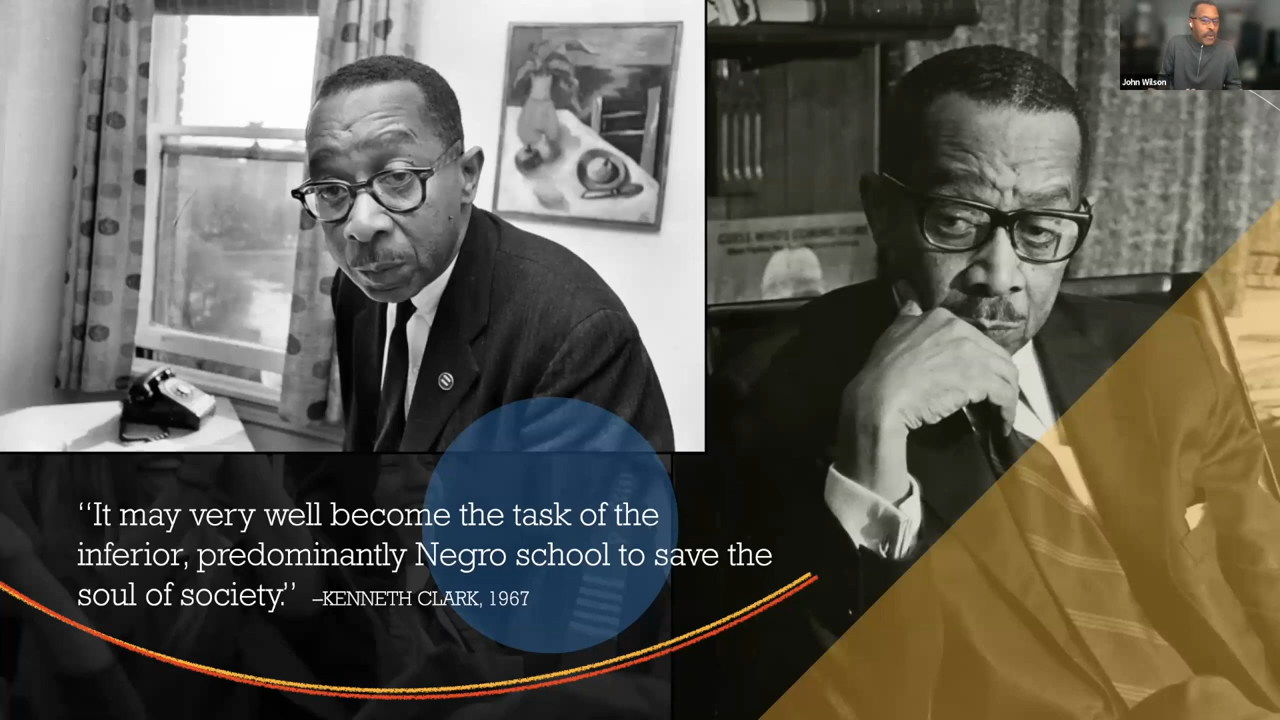 John Wilson
“It may very well become the task of the
inferior, predominantly Negro school to save the
soul of society.” –KENNETH CLARK, 1967